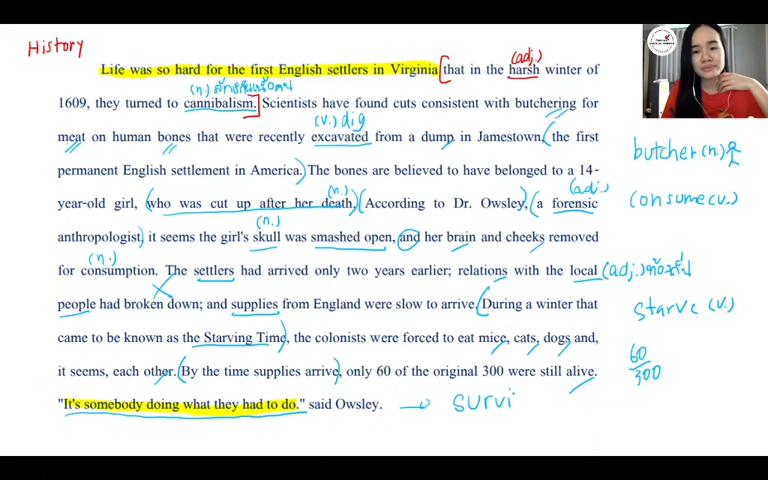 History
(adj.)
Life was so hard for the first English settlers in Virginia that in the harsh winter of
(n.)
1609, they turned to cannibalism. Scientists have found cuts consistent with butchering for
(v.) dig
meat on human bones that were recently excavated from a dump in Jamestown, (the first
butcher (n.)
permanent English settlement in America. The bones are believed to have belonged to a 14-
(n.) (adj.)
year-old girl, who was cut up after her death. According to Dr. Owsley, a forensic
consume (v.)
(n.)
anthropologist, it seems the girl's skull was smashed open, and her brain and cheeks removed
(n.)
for consumption. The settlers had arrived only two years earlier; relations with the local (adj.) ท้องถิ่น
people had broken down; and supplies from England were slow to arrive. During a winter that
starve (v.)
came to be known as the Starving Time, the colonists were forced to eat mice, cats, dogs and,
it seems, each other. By the time supplies arrive, only 60 of the original 300 were still alive.
60
300
"It's somebody doing what they had to do." said Owsley. → survi